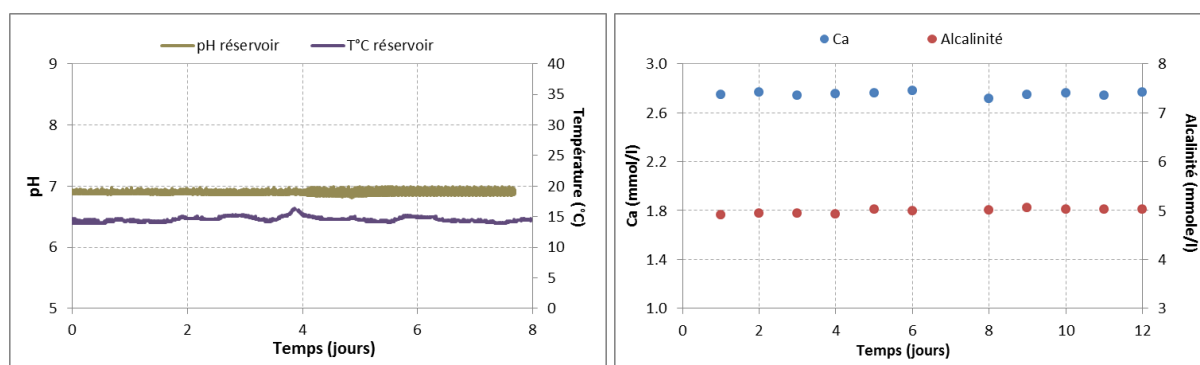 pH réservoir T°C réservoir
9
8
7
6
5
pH
40
35
30
25
20
15
10
5
0
Température (°C)
0 2 4 6 8
Temps (jours)
Ca Alcalinité
3.0
2.6
2.2
1.8
1.4
1.0
Ca (mmol/l)
8
7
6
5
4
3
Alcalinité (mmole/l)
0 2 4 6 8 10 12
Temps (jours)